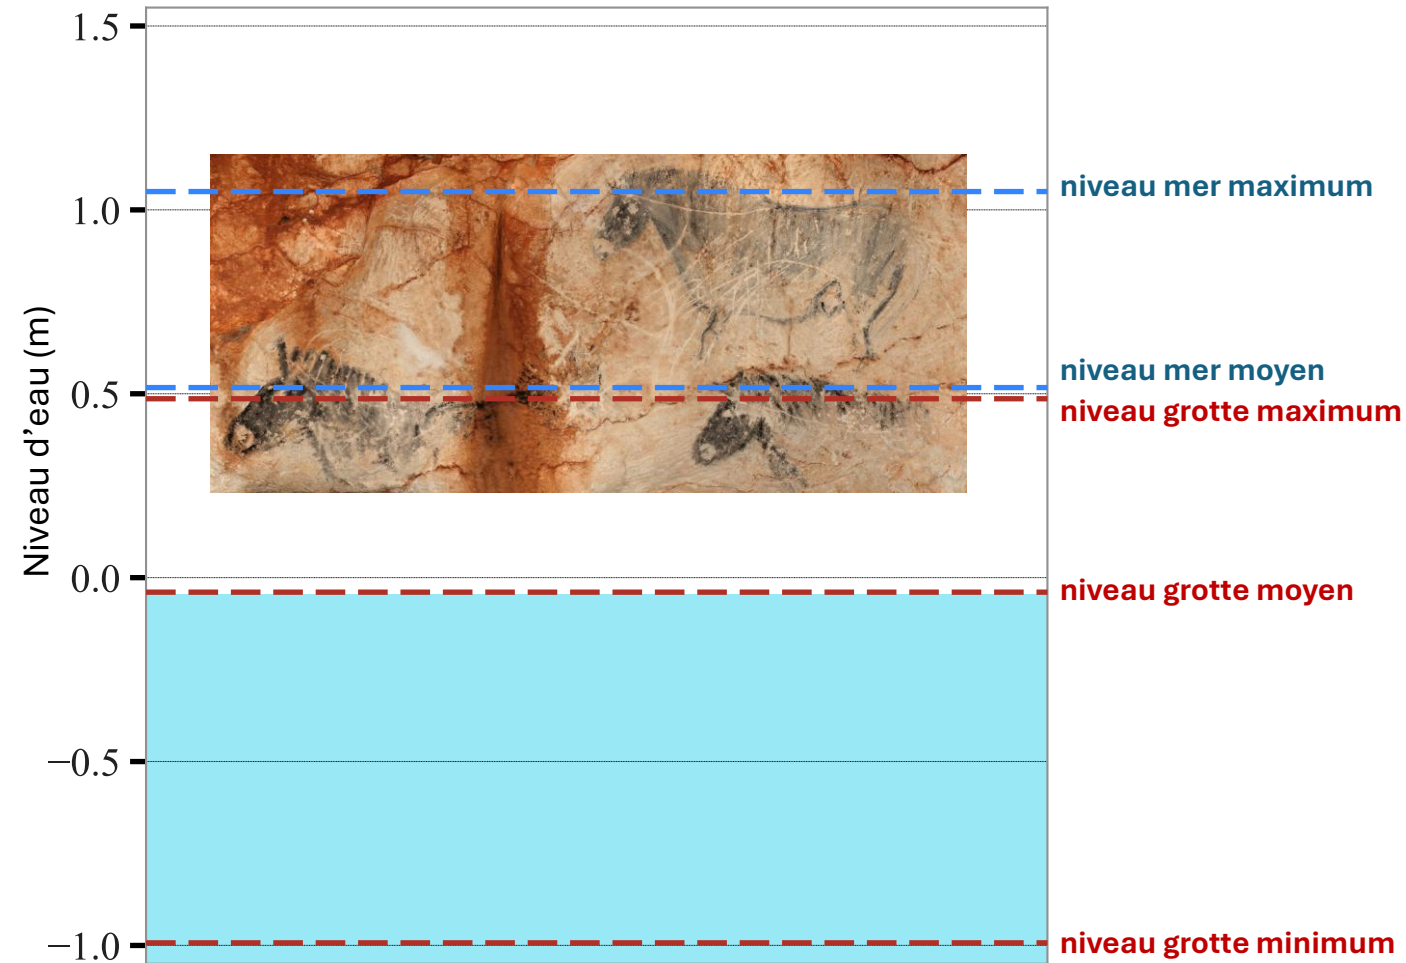 1.5
niveau mer maximum
1.0
niveau mer moyen
0.5
niveau grotte maximum
Niveau d’eau (m)
0.0
niveau grotte moyen
−0.5
−1.0
niveau grotte minimum